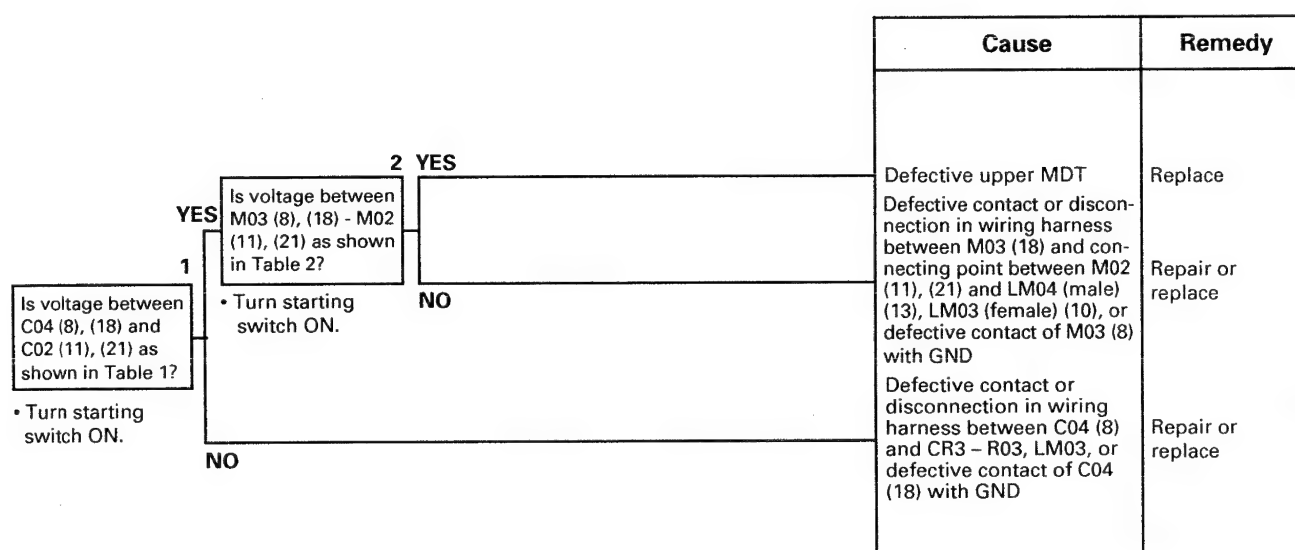 Cause
Remedy
1
Is voltage between
C04 (8), (18) and
C02 (11), (21) as
shown in Table 1?
• Turn starting
switch ON.
YES
2
Is voltage between
M03 (8), (18) - M02
(11), (21) as shown
in Table 2?
• Turn starting
switch ON.
YES
Defective upper MDT
Replace
NO
Defective contact or discon-
nection in wiring harness
between M03 (18) and con-
necting point between M02
(11), (21) and LM04 (male)
(13), LM03 (female) (10), or
defective contact of M03 (8)
with GND
Repair or
replace
NO
Defective contact or
disconnection in wiring
harness between C04 (8)
and CR3 – R03, LM03, or
defective contact of C04
(18) with GND
Repair or
replace